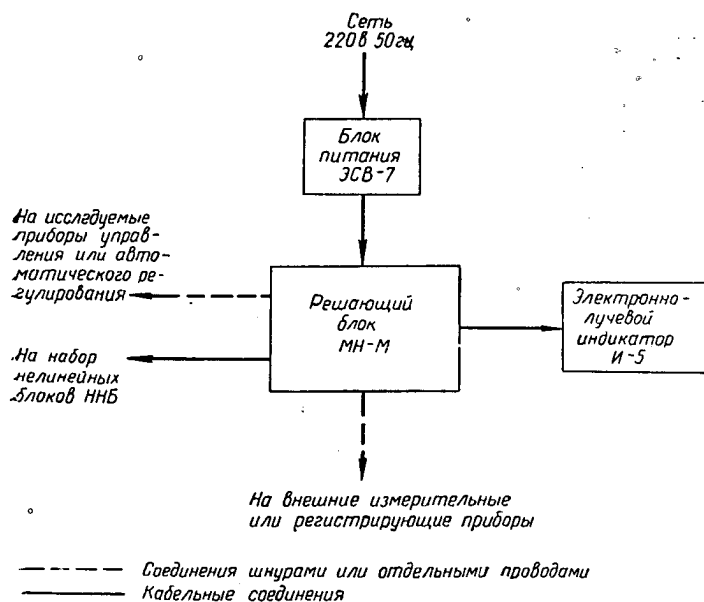 Сеть
220в 50гц
Блок
питания
ЭСВ-7
На исследуемые
приборы управ-
ления или авто-
матического ре-
гулирования
Решающий
блок
МН-М
Электронно-
лучевой
индикатор
И-5
На набор
нелинейных
блоков ННБ
На внешние измерительные
или регистрирующие приборы
Соединения шнурами или отдельными проводами
Кабельные соединения